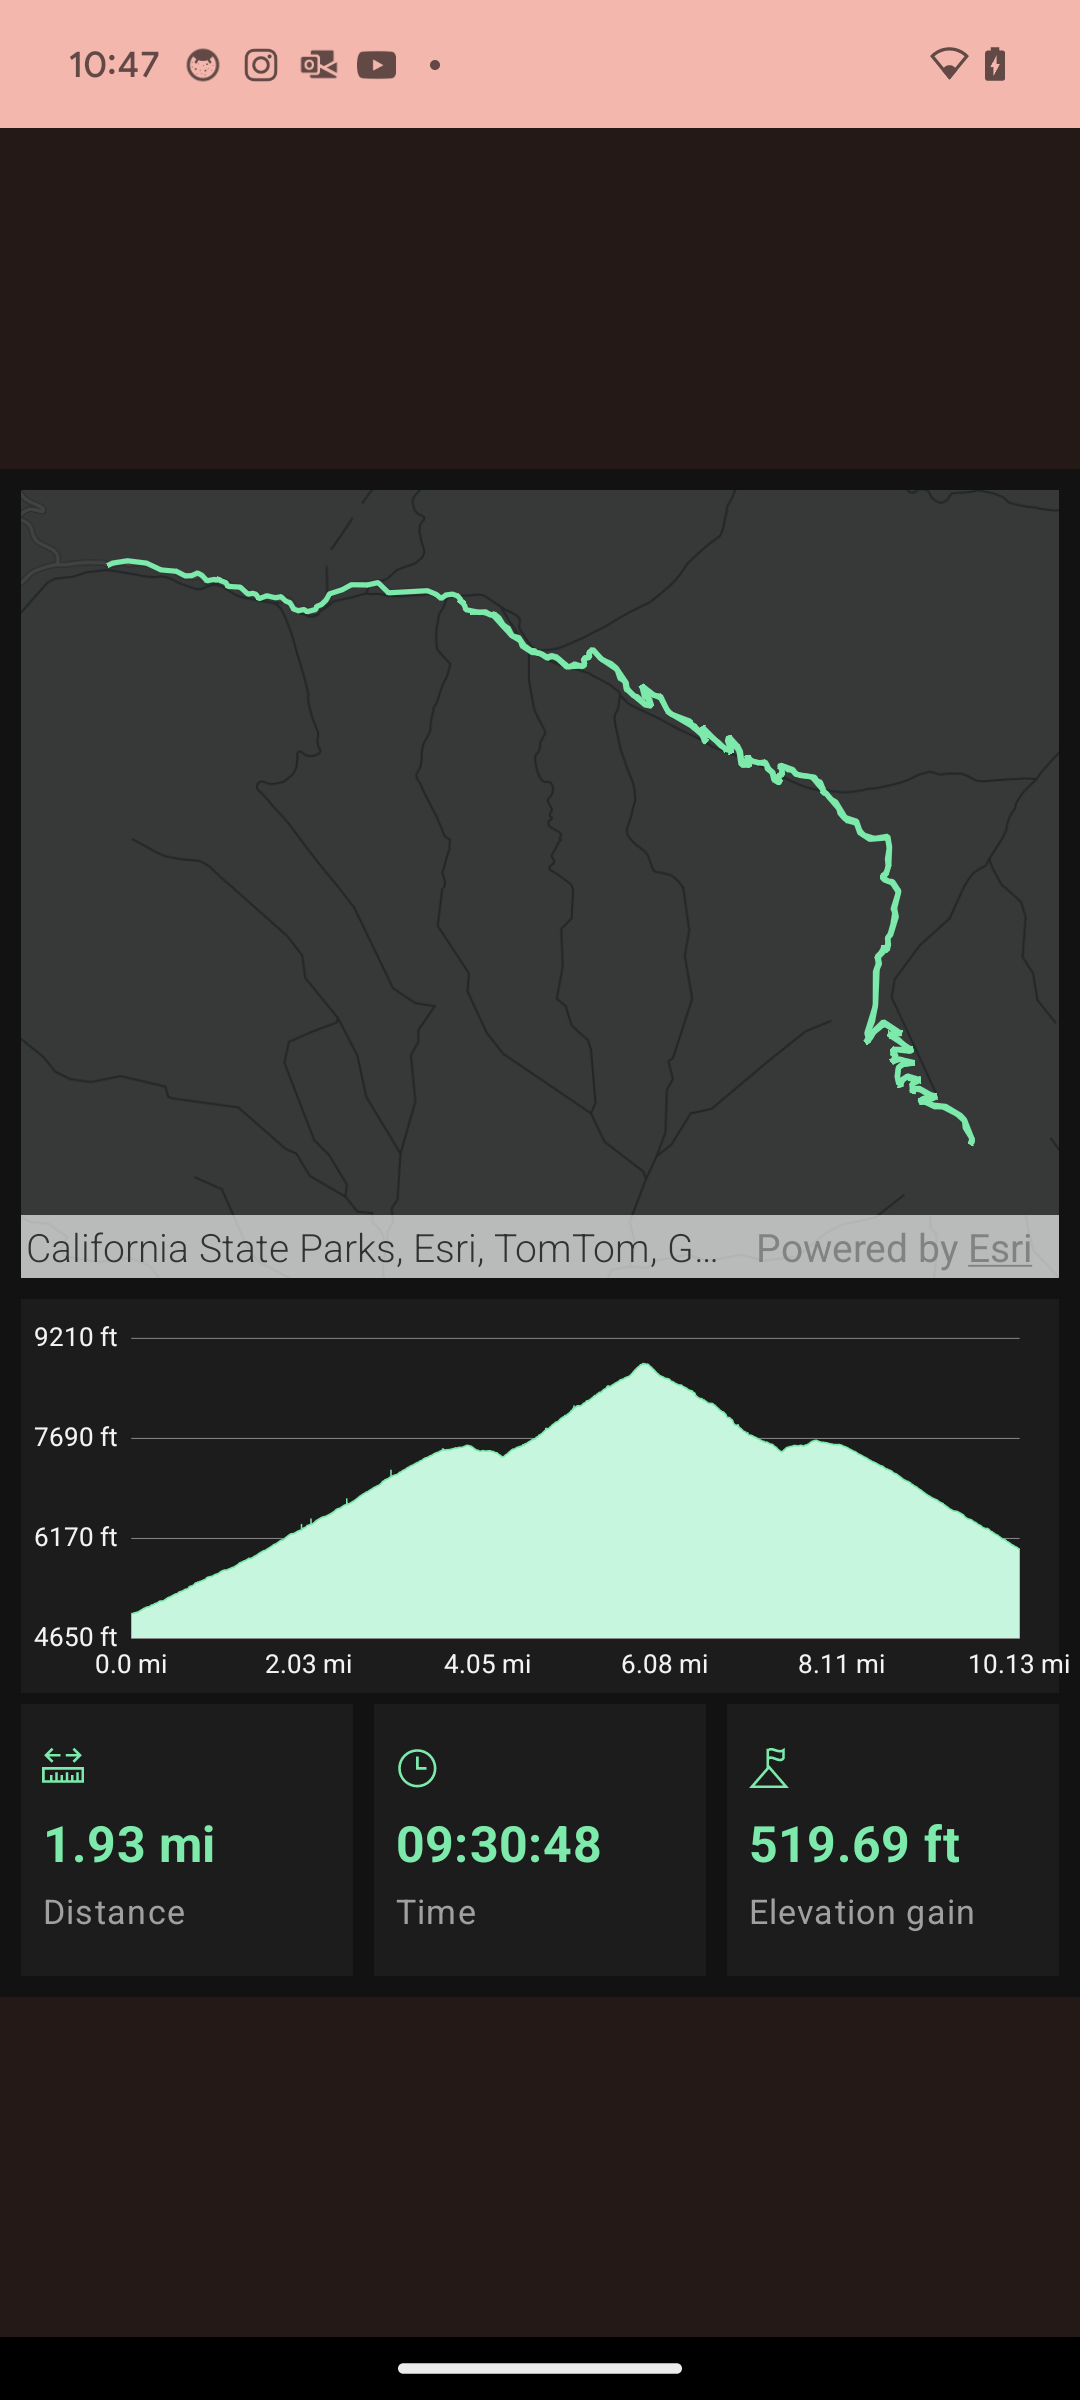 10:47
California State Parks, Esri, TomTom, G... Powered by Esri
9210 ft
7690 ft
6170 ft
4650 ft
0.0 mi 2.03 mi 4.05 mi 6.08 mi 8.11 mi 10.13 mi
1.93 mi 09:30:48 519.69 ft
Distance Time Elevation gain